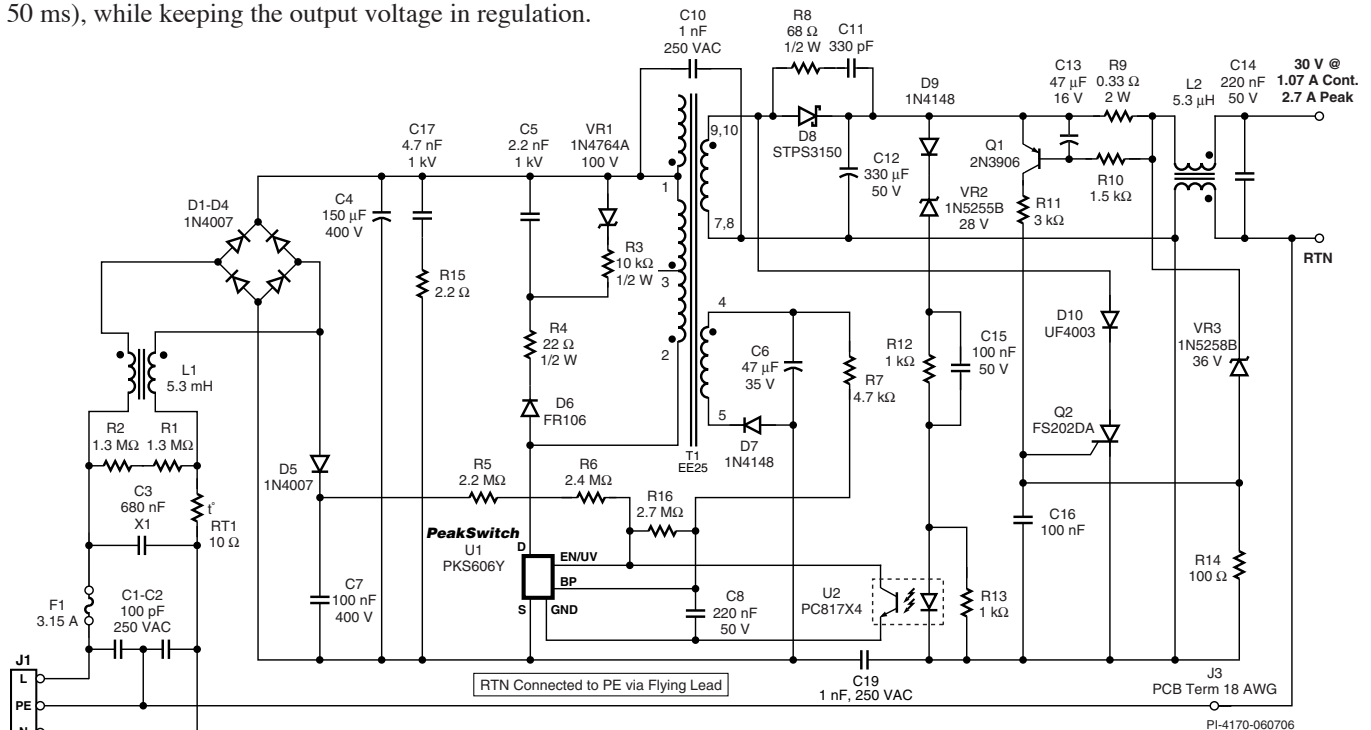 50 ms), while keeping the output voltage in regulation.
C10
1 nF
250 VAC
R8
68 Ω
1/2 W
C11
330 pF
D9
1N4148
C13
47 µF
16 V
R9
0.33 Ω
2 W
L2
5.3 µH
C14
220 nF
50 V
30 V @
1.07 A Cont.
2.7 A Peak
C17
4.7 nF
1 kV
C5
2.2 nF
1 kV
VR1
1N4764A
100 V
9,10
D8
STPS3150
Q1
2N3906
C12
330 µF
50 V
R10
1.5 kΩ
D1-D4
1N4007
C4
150 µF
400 V
1
VR2
1N5255B
28 V
R11
3 kΩ
7,8
R3
10 kΩ
1/2 W
3
RTN
R15
2.2 Ω
4
D10
UF4003
VR3
1N5258B
36 V
R4
22 Ω
1/2 W
2
C6
47 µF
35 V
R7
4.7 kΩ
R12
1 kΩ
C15
100 nF
50 V
L1
5.3 mH
D6
FR106
5
D7
1N4148
Q2
FS202DA
R2
1.3 MΩ
R1
1.3 MΩ
T1
EE25
D5
1N4007
R5
2.2 MΩ
R6
2.4 MΩ
R16
2.7 MΩ
C3
680 nF
X1
t°
RT1
10 Ω
PeakSwitch
U1
PKS606Y
D
EN/UV
BP
S
GND
C16
100 nF
R14
100 Ω
F1
3.15 A
C1-C2
100 pF
250 VAC
C7
100 nF
400 V
C8
220 nF
50 V
U2
PC817X4
R13
1 kΩ
J1
L
PE
N
RTN Connected to PE via Flying Lead
C19
1 nF, 250 VAC
J3
PCB Term 18 AWG
PI-4170-060706